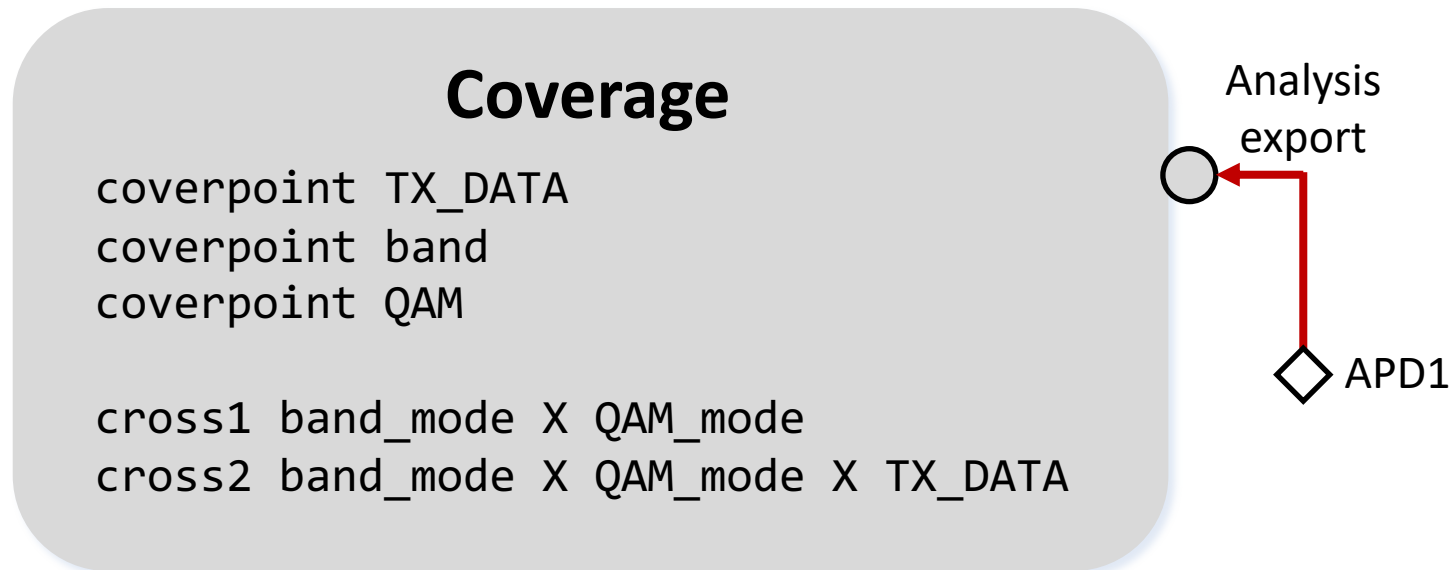 Coverage
coverpoint TX_DATA
coverpoint band
coverpoint QAM
cross1 band_mode X QAM_mode
cross2 band_mode X QAM_mode X TX_DATA
Analysis
export
APD1